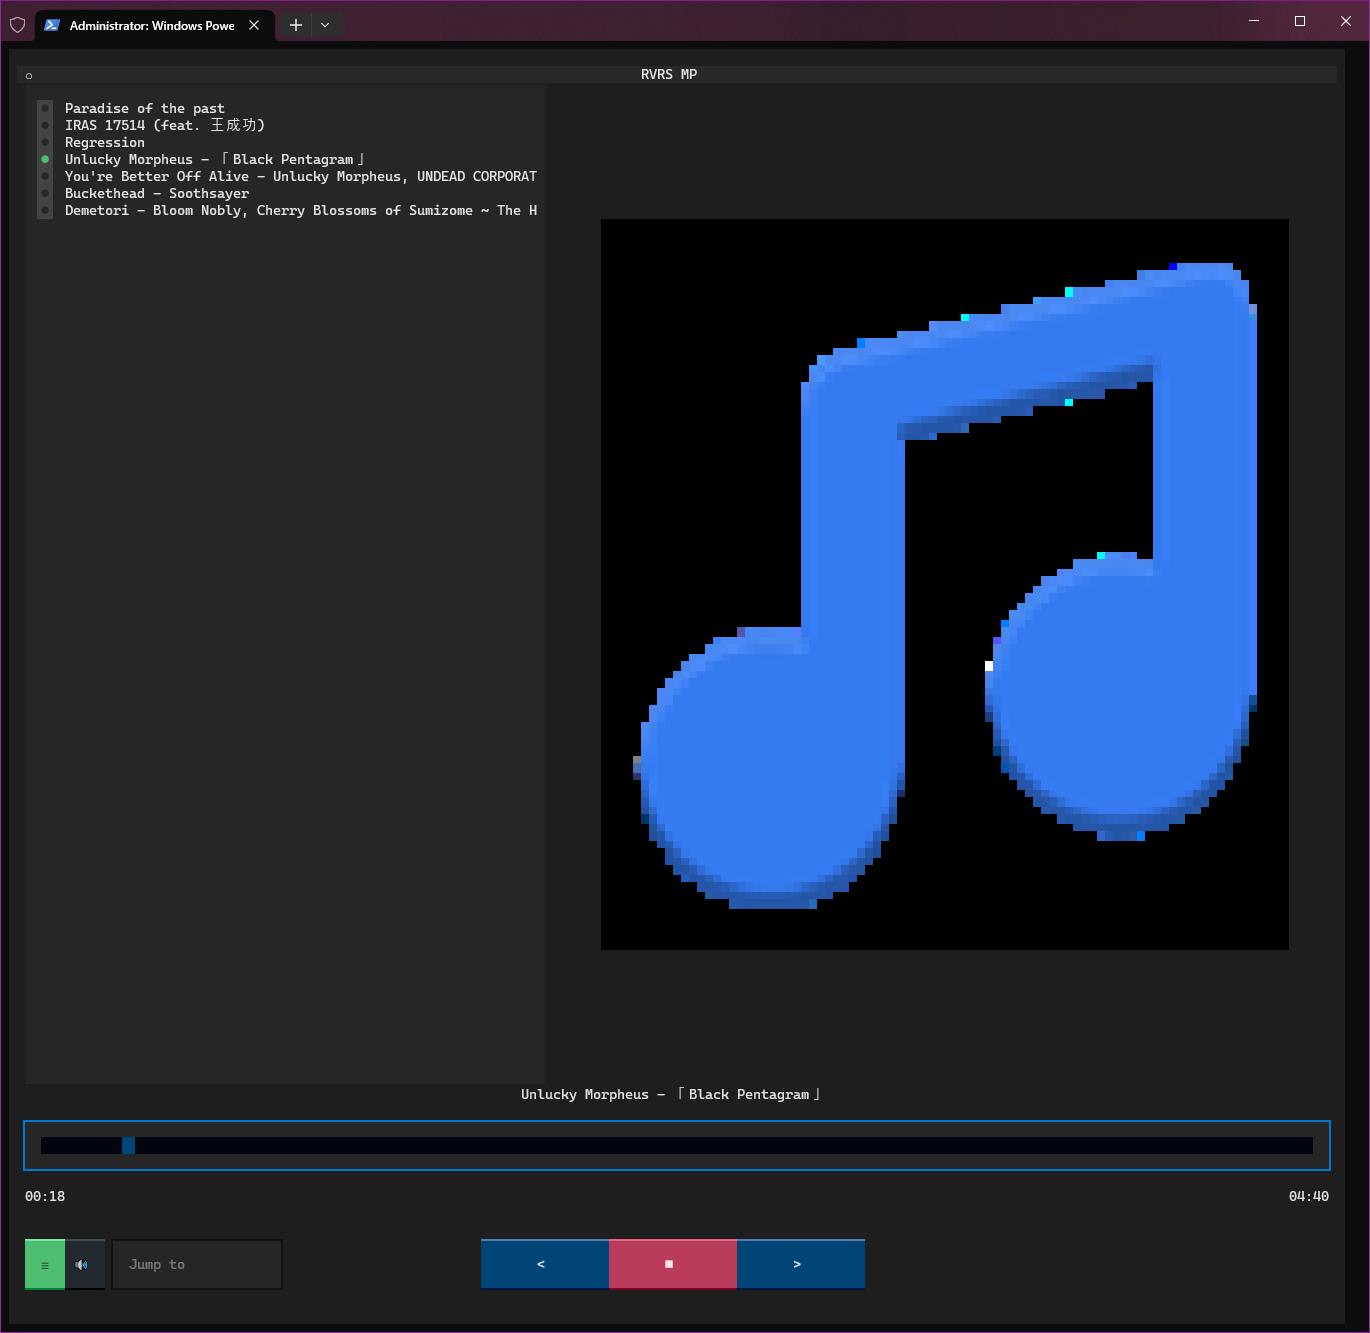 Administrator: Windows Powe
RVRS MP
Paradise of the past
IRAS 17514 (feat. 王成功)
Regression
Unlucky Morpheus - 「Black Pentagram」
You're Better Off Alive - Unlucky Morpheus, UNDEAD CORPORAT
Buckethead - Soothsayer
Demetori - Bloom Nobly, Cherry Blossoms of Sumizome ~ The H
Unlucky Morpheus - 「Black Pentagram」
00:18
04:40
Jump to
<
>